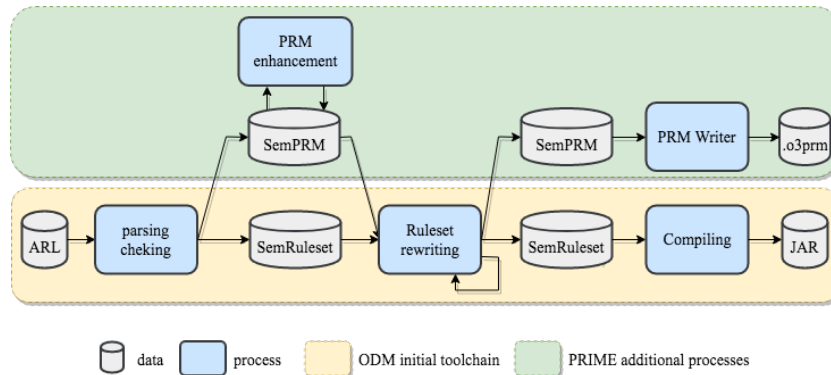 PRM
enhancement
SemPRM
SemPRM
PRM Writer
.o3prm
ARL
parsing
cheking
SemRuleset
Ruleset
rewriting
SemRuleset
Compiling
JAR
data
process
ODM initial toolchain
PRIME additional processes